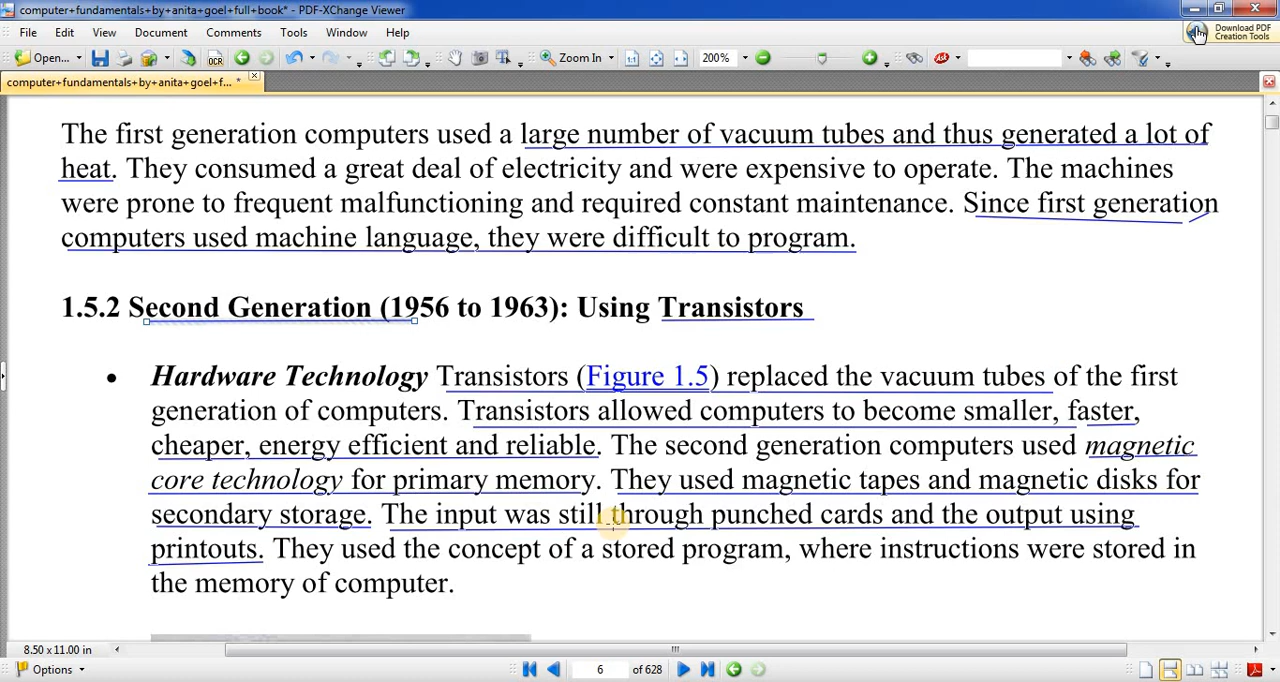 computer+fundamentals+by+anita+goel+full+book* - PDF-XChange Viewer
File Edit View Document Comments Tools Window Help
Download PDF
Creation Tools
Open... OCR Zoom In 200%
computer+fundamentals+by+anita+goel+f... *
The first generation computers used a large number of vacuum tubes and thus generated a lot of
heat. They consumed a great deal of electricity and were expensive to operate. The machines
were prone to frequent malfunctioning and required constant maintenance. Since first generation
computers used machine language, they were difficult to program.
1.5.2 Second Generation (1956 to 1963): Using Transistors
• Hardware Technology Transistors (Figure 1.5) replaced the vacuum tubes of the first
generation of computers. Transistors allowed computers to become smaller, faster,
cheaper, energy efficient and reliable. The second generation computers used magnetic
core technology for primary memory. They used magnetic tapes and magnetic disks for
secondary storage. The input was still through punched cards and the output using
printouts. They used the concept of a stored program, where instructions were stored in
the memory of computer.
8.50 x 11.00 in
Options 6 of 628